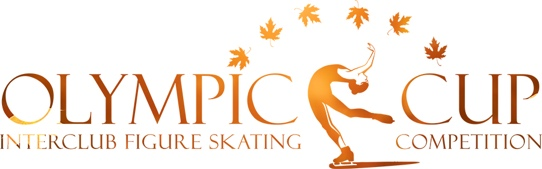 OLYMPIC CUP
INTERCLUB FIGURE SKATING COMPETITION